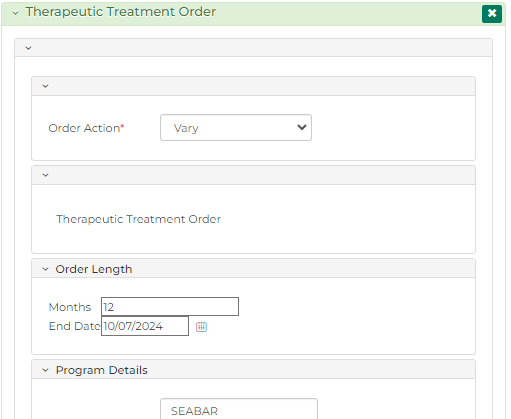 Therapeutic Treatment Order
Order Action*
Vary
Therapeutic Treatment Order
Order Length
Months 12
End Date 10/07/2024
Program Details
SEABAR